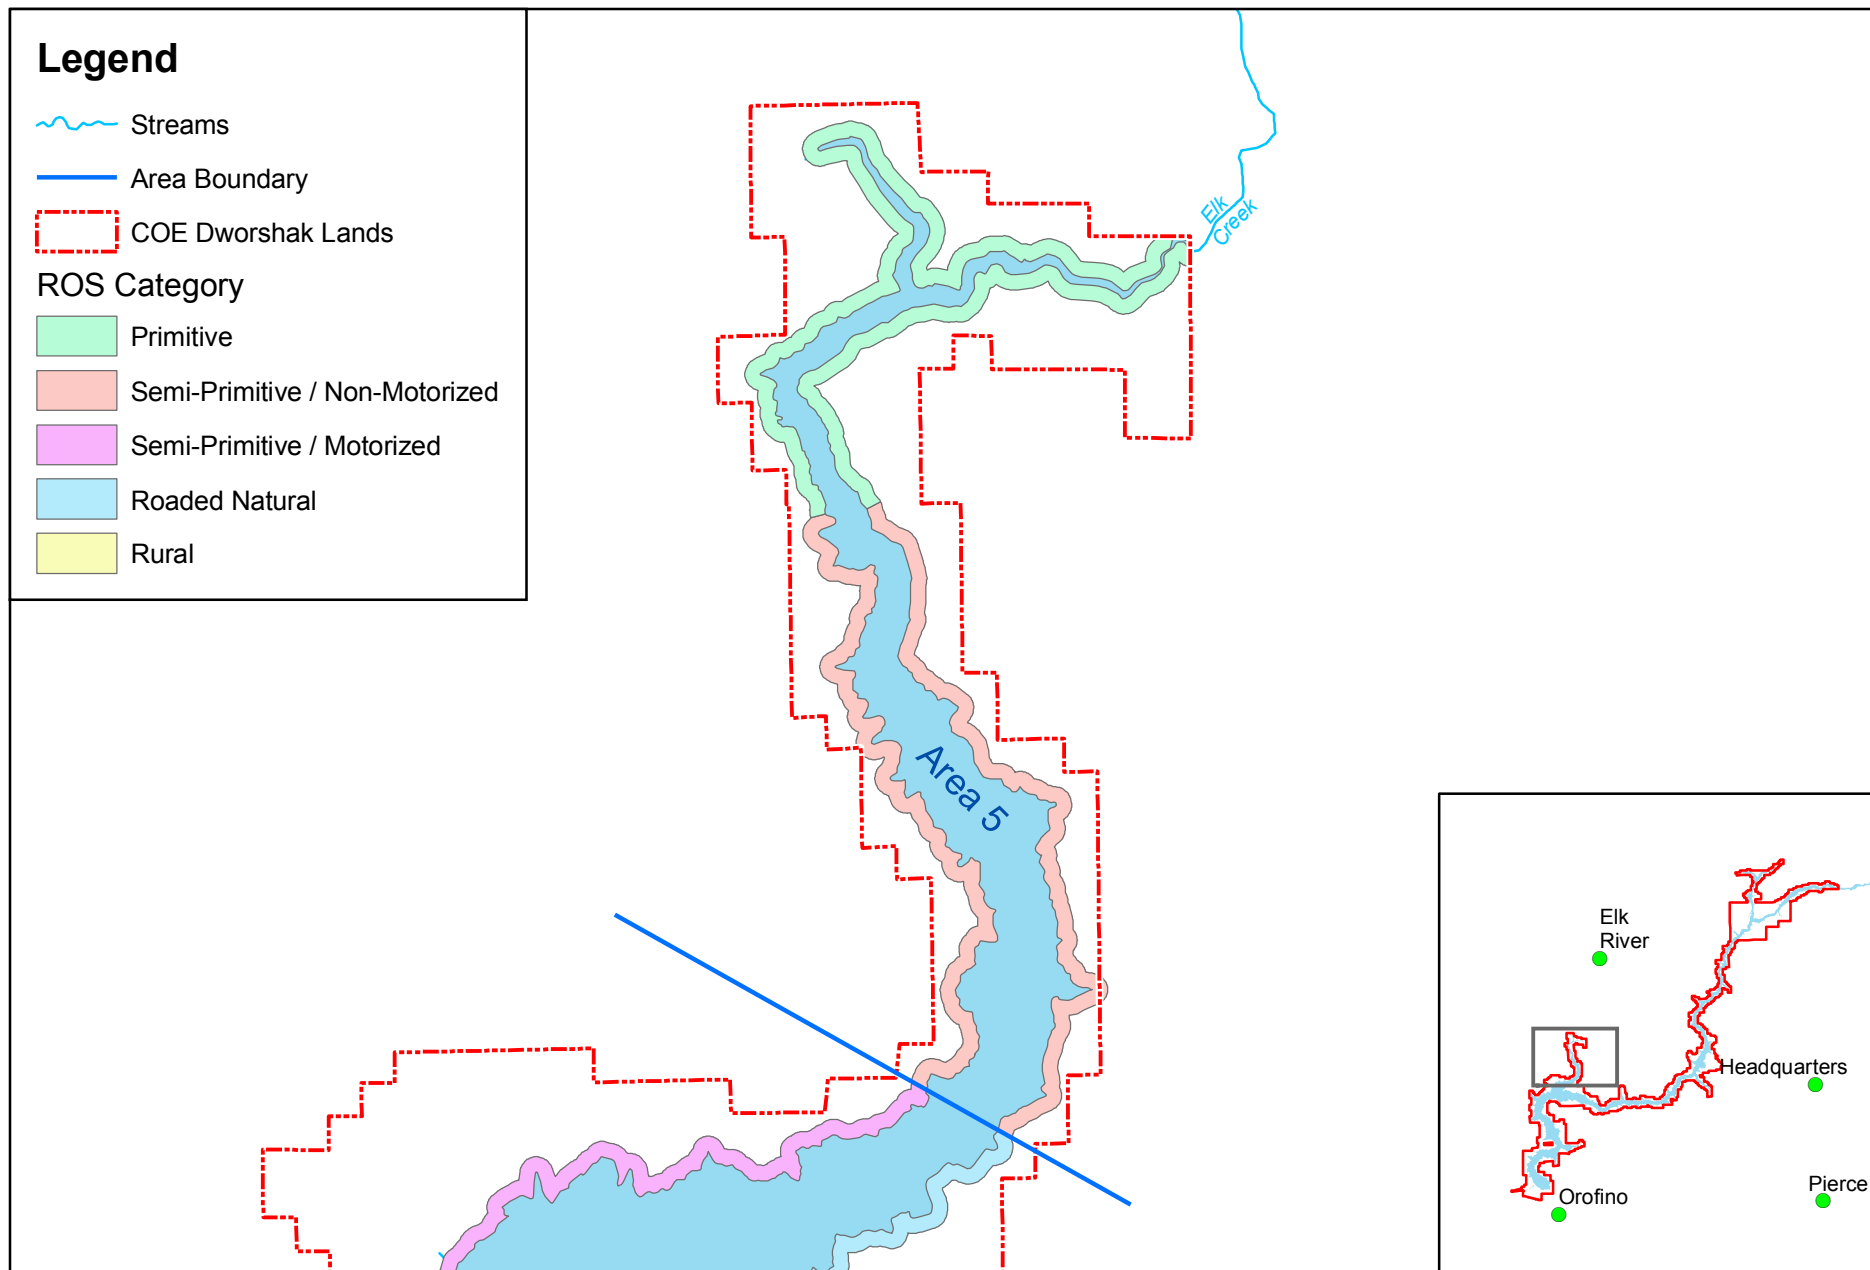 Legend
Streams
Area Boundary
COE Dworshak Lands
ROS Category
Primitive
Semi-Primitive / Non-Motorized
Semi-Primitive / Motorized
Roaded Natural
Rural
Elk
Creek
Area 5
Elk
River
Headquarters
Pierce
Orofino